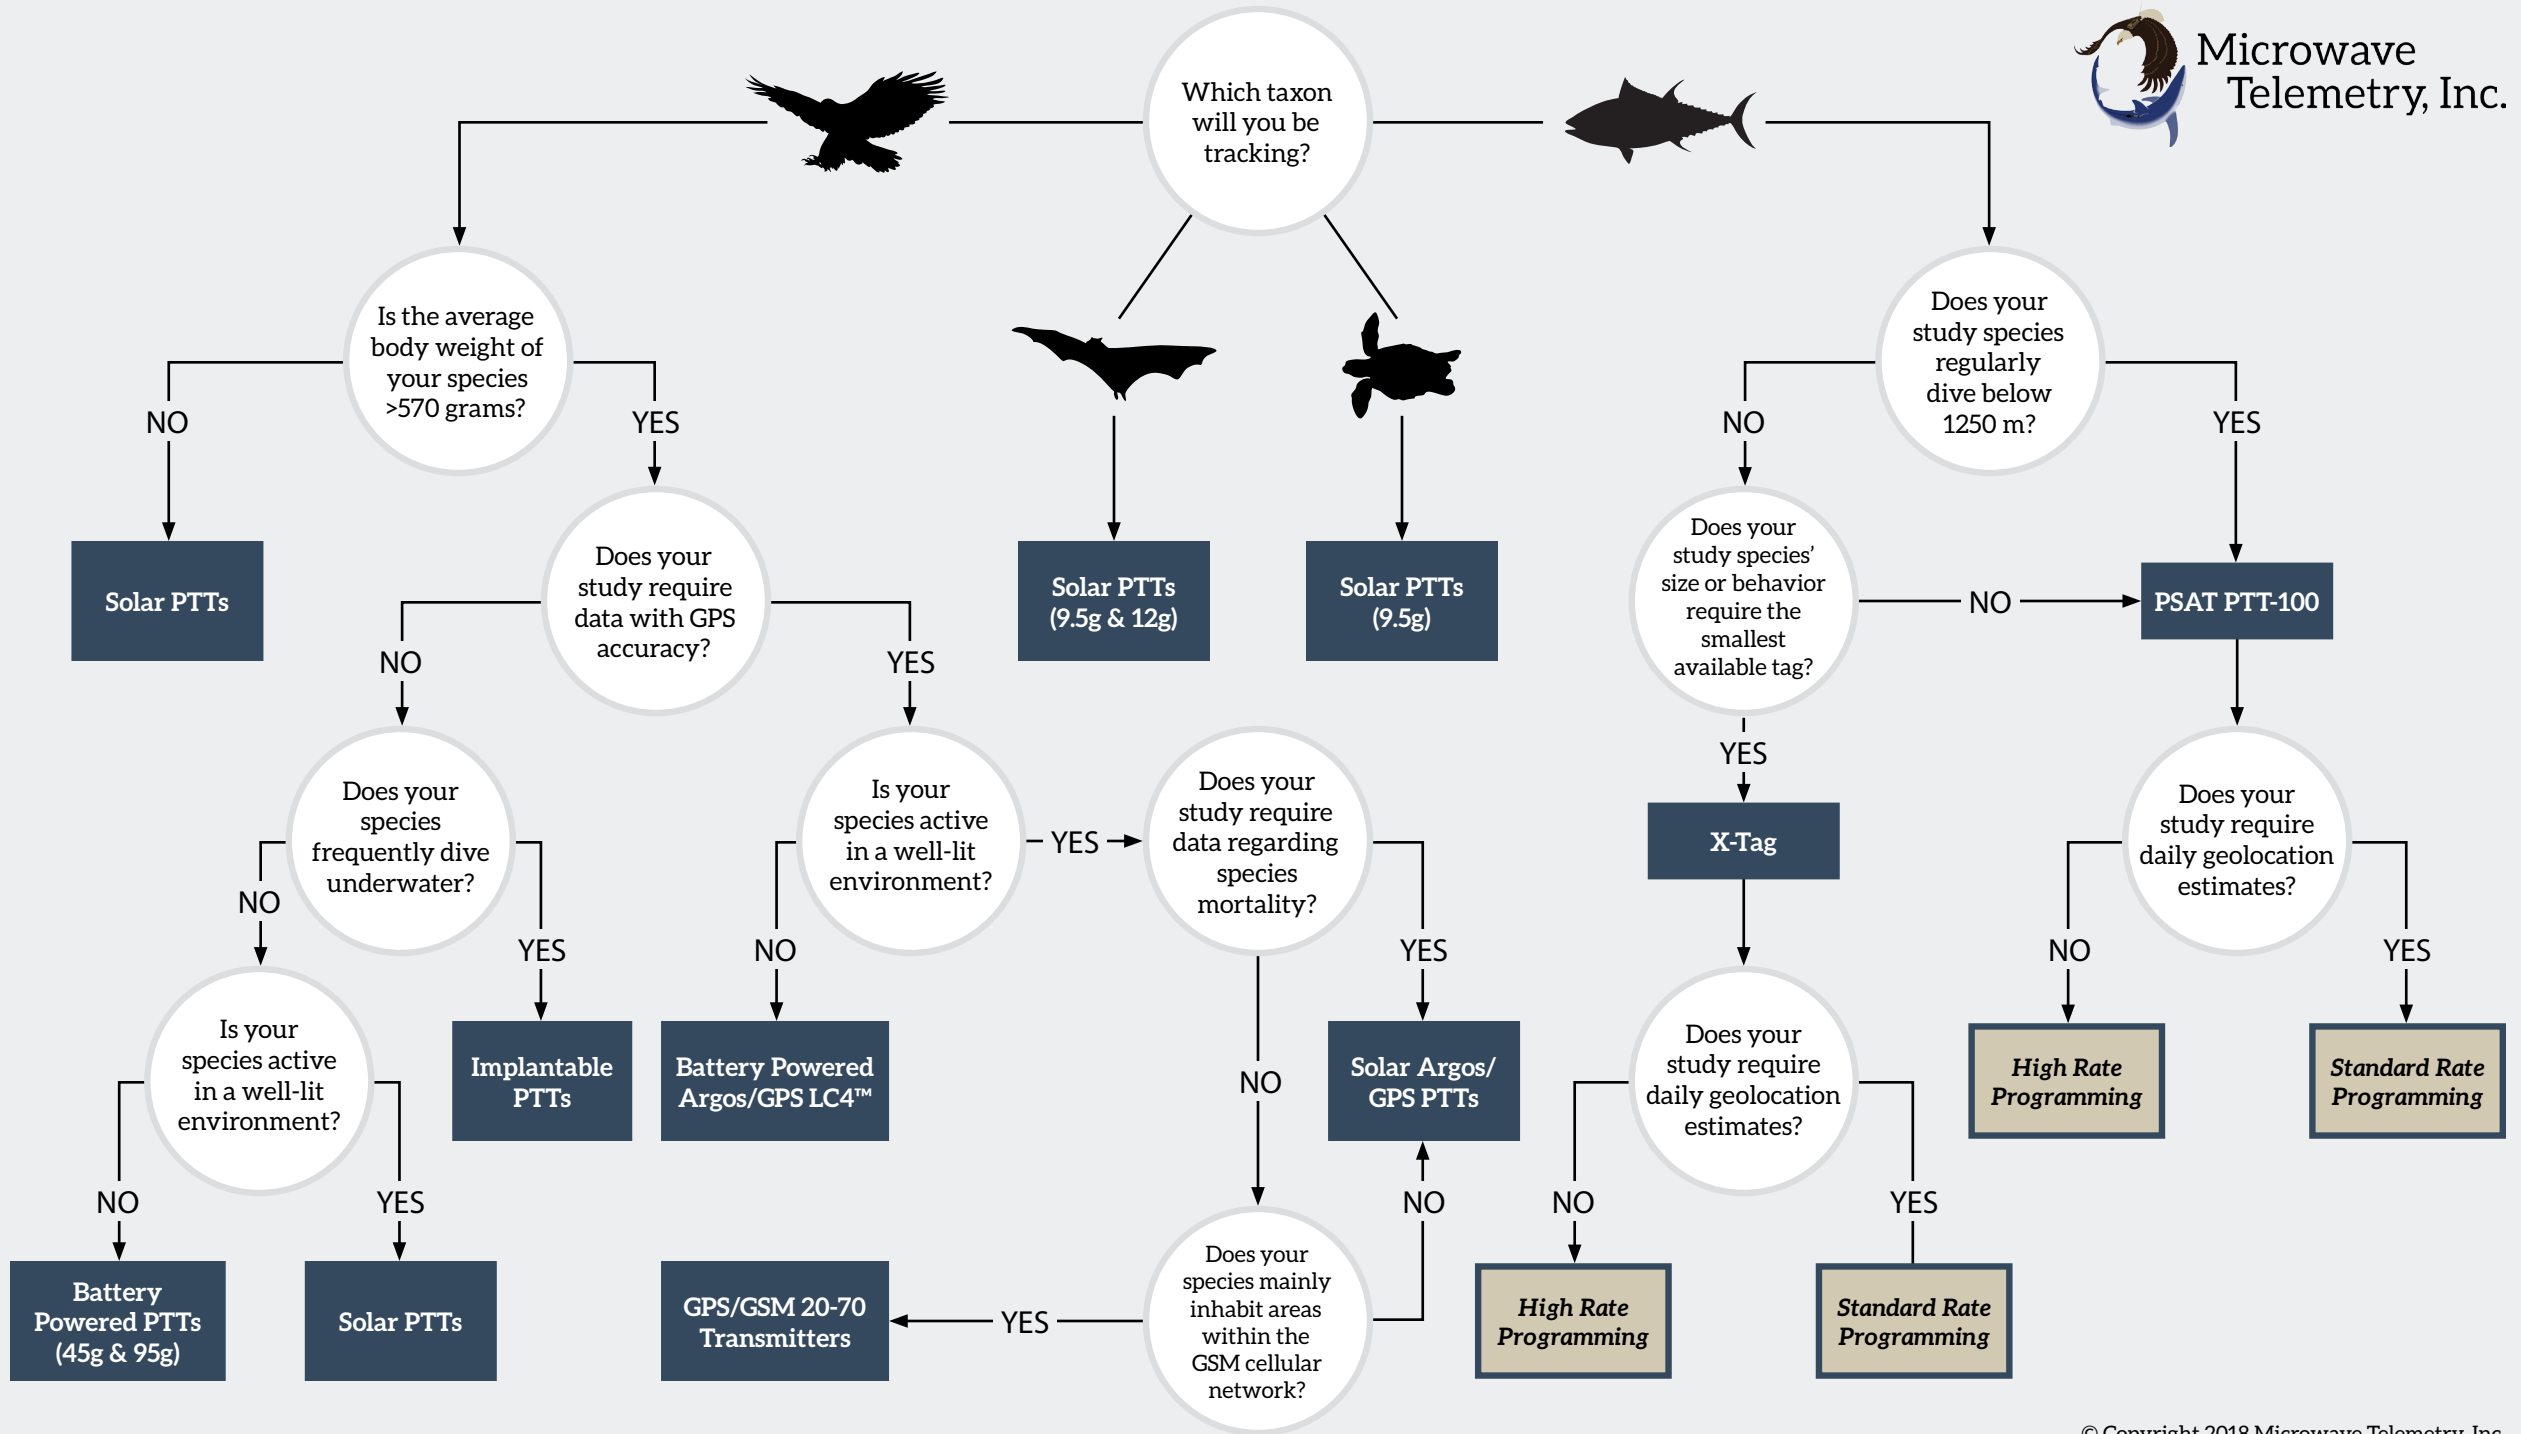 Microwave
Telemetry, Inc.
Which taxon
will you be
tracking?
Is the average
body weight of
your species
>570 grams?
NO
YES
Solar PTTs
Does your
study require
data with GPS
accuracy?
NO
YES
Does your
species
frequently dive
underwater?
NO
YES
Is your
species active
in a well-lit
environment?
NO
YES
Battery
Powered PTTs
(45g & 95g)
Solar PTTs
Implantable
PTTs
Is your
species active
in a well-lit
environment?
NO
YES
Battery Powered
Argos/GPS LC4™
Does your
study require
data regarding
species
mortality?
NO
YES
Solar Argos/
GPS PTTs
Does your
species mainly
inhabit areas
within the
GSM cellular
network?
NO
YES
GPS/GSM 20-70
Transmitters
Solar PTTs
(9.5g & 12g)
Solar PTTs
(9.5g)
Does your
study species
regularly
dive below
1250 m?
NO
YES
Does your
study species’
size or behavior
require the
smallest
available tag?
NO
YES
PSAT PTT-100
X-Tag
Does your
study require
daily geolocation
estimates?
NO
YES
High Rate
Programming
Standard Rate
Programming
Does your
study require
daily geolocation
estimates?
NO
YES
High Rate
Programming
Standard Rate
Programming
© Copyright 2018 Microwave Telemetry, Inc.